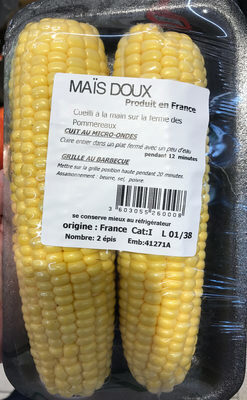 MAÏS DOUX
Produit en France
Cueilli à la main sur la ferme des
Pommereaux
CUIT AU MICRO-ONDES
Cuire entier dans un plat fermé avec un peu d'eau
pendant 12 minutes
GRILLE AU BARBECUE
Mettre sur le grille position haute pendant 20 minutes.
Assaisonnement : beurre, sel, poivre.
3 603055 260008
se conserve mieux au réfrigérateur
origine : France Cat:I L 01/38
Nombre: 2 épis Emb:41271A